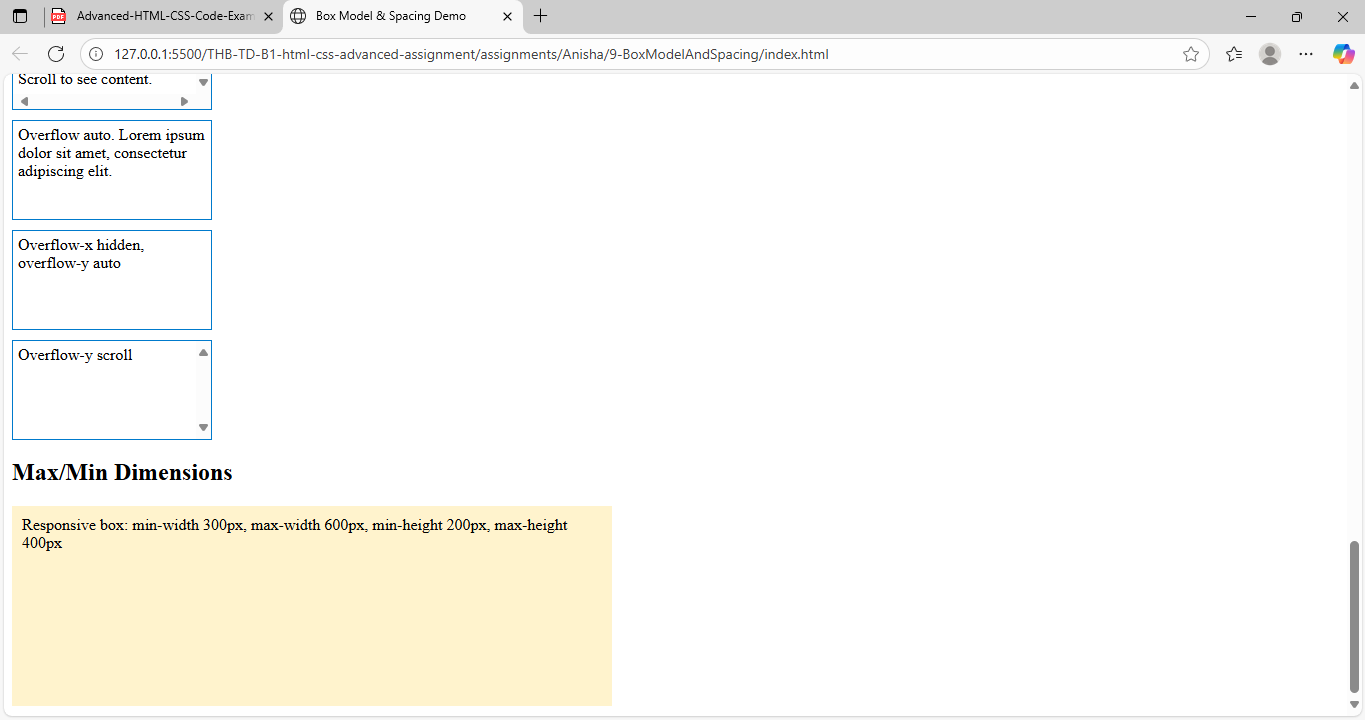 Advanced-HTML-CSS-Code-Exam
Box Model & Spacing Demo
127.0.0.1:5500/THB-TD-B1-html-css-advanced-assignment/assignments/Anisha/9-BoxModelAndSpacing/index.html
Scroll to see content.
Overflow auto. Lorem ipsum
dolor sit amet, consectetur
adipiscing elit.
Overflow-x hidden,
overflow-y auto
Overflow-y scroll
Max/Min Dimensions
Responsive box: min-width 300px, max-width 600px, min-height 200px, max-height
400px